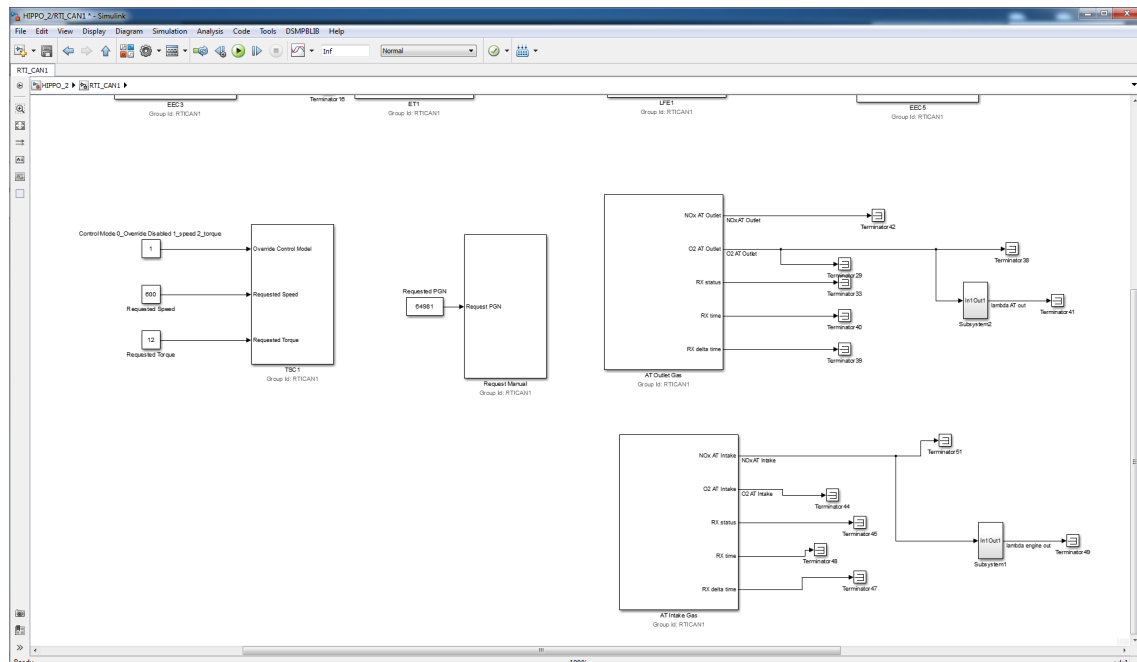 HIPPO_2/RTI_CAN1 * - Simulink
File Edit View Display Diagram Simulation Analysis Code Tools DSMPBLIB Help
Inf Normal
RTI_CAN1
HIPPO_2 RTI_CAN1
EEC3
Group Id: RTICAN1
Terminator16
ET1
Group Id: RTICAN1
LFE1
Group Id: RTICAN1
EEC5
Group Id: RTICAN1
Control Mode 0_Override Disabled 1_speed 2_torque
1
Override Control Model
600
Requested Speed
Requested Speed
12
Requested Torque
Requested Torque
TSC1
Group Id: RTICAN1
Requested PGN
64981
Request PGN
Request Manual
Group Id: RTICAN1
NOx AT Outlet
NOxAT Outlet
Terminator42
O2 AT Outlet
O2 AT Outlet
Terminator38
Terminator29
RX status
Terminator33
In1 Out1
lambda AT out
Terminator41
Subsystem2
RX time
Terminator40
RX delta time
Terminator39
AT Outlet Gas
Group Id: RTICAN1
NOx AT Intake
NOxAT Intake
Terminator51
O2 AT Intake
O2 AT Intake
Terminator44
RX status
Terminator45
In1 Out1
lambda engine out
Terminator49
Subsystem1
RX time
Terminator48
RX delta time
Terminator47
AT Intake Gas
Group Id: RTICAN1
Ready
100%